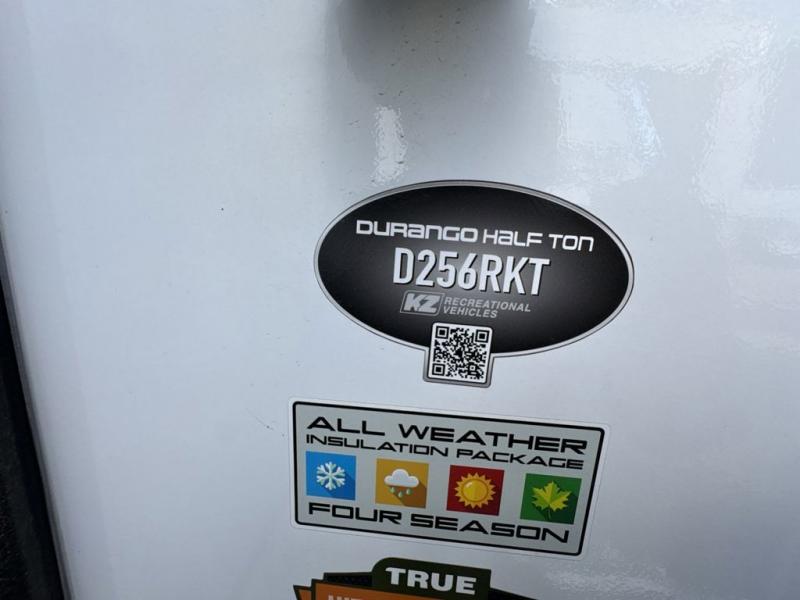 DURANGO HALF TON
D256RKT
KZ RECREATIONAL
VEHICLES
ALL WEATHER
INSULATION PACKAGE
FOUR SEASON
TRUE